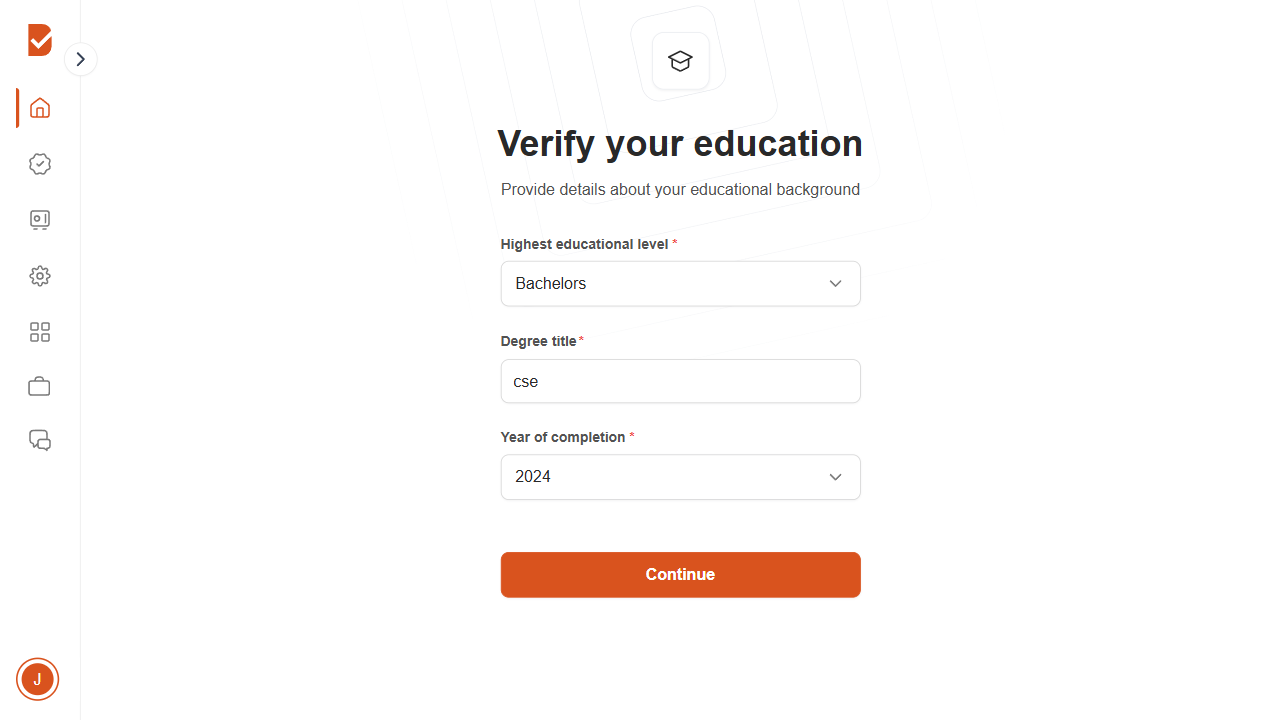 Verify your education
Provide details about your educational background
Highest educational level *
Bachelors
Degree title*
cse
Year of completion *
2024
Continue
J